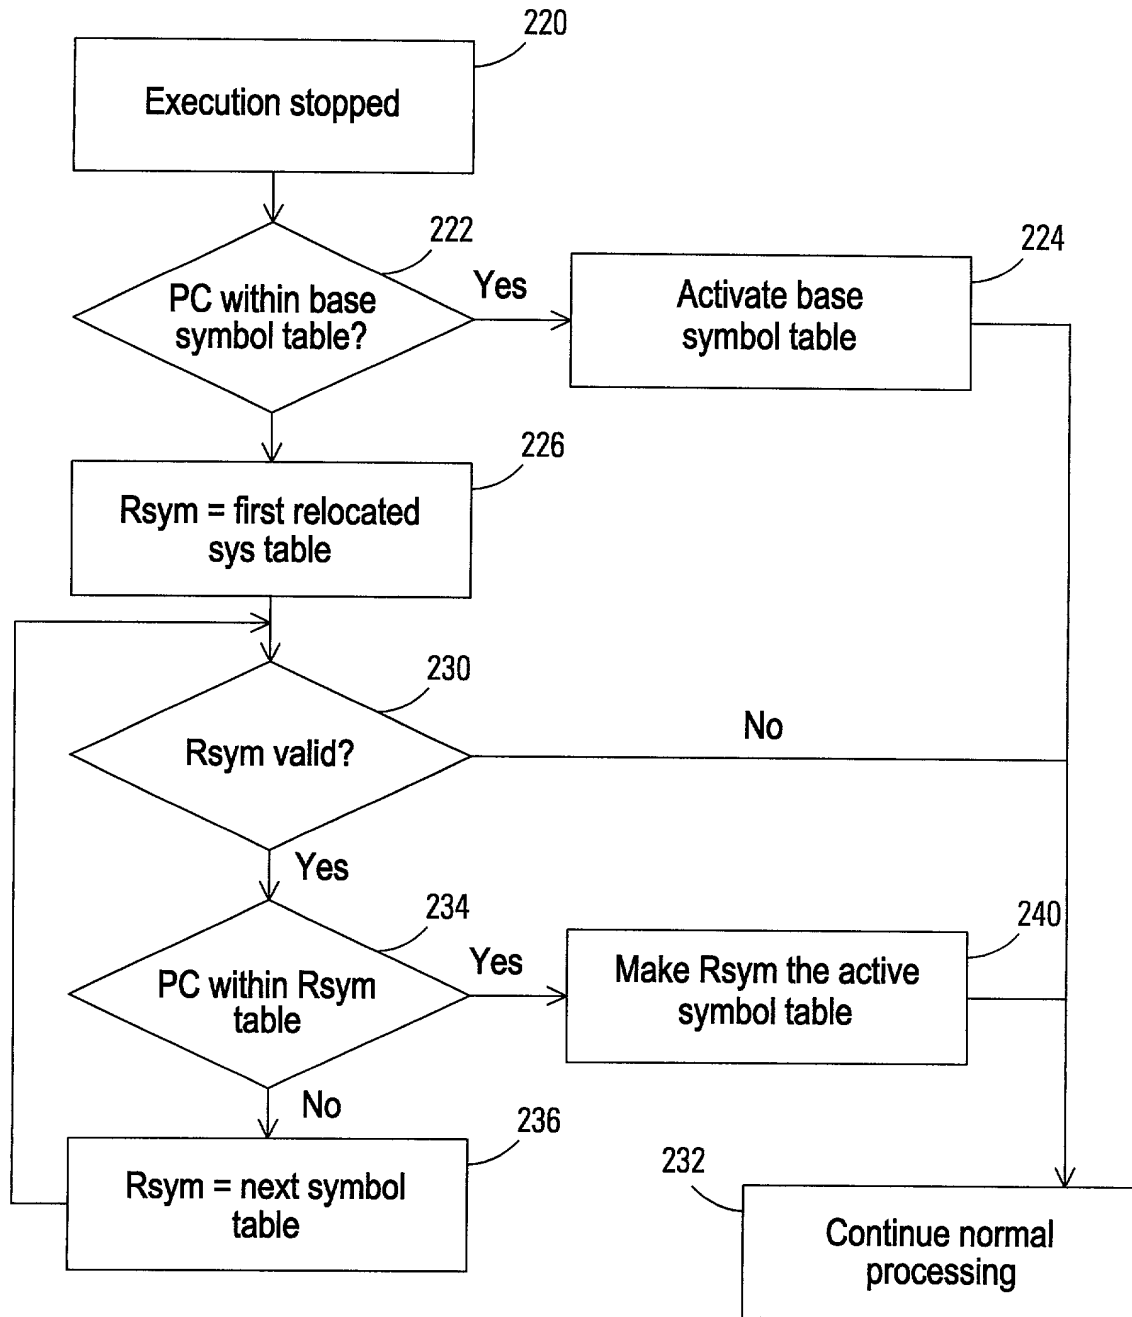 220
Execution stopped
222
PC within base
symbol table?
Yes
224
Activate base
symbol table
226
Rsym = first relocated
sys table
230
Rsym valid?
No
Yes
234
PC within Rsym
table
Yes
240
Make Rsym the active
symbol table
No
236
Rsym = next symbol
table
232
Continue normal
processing